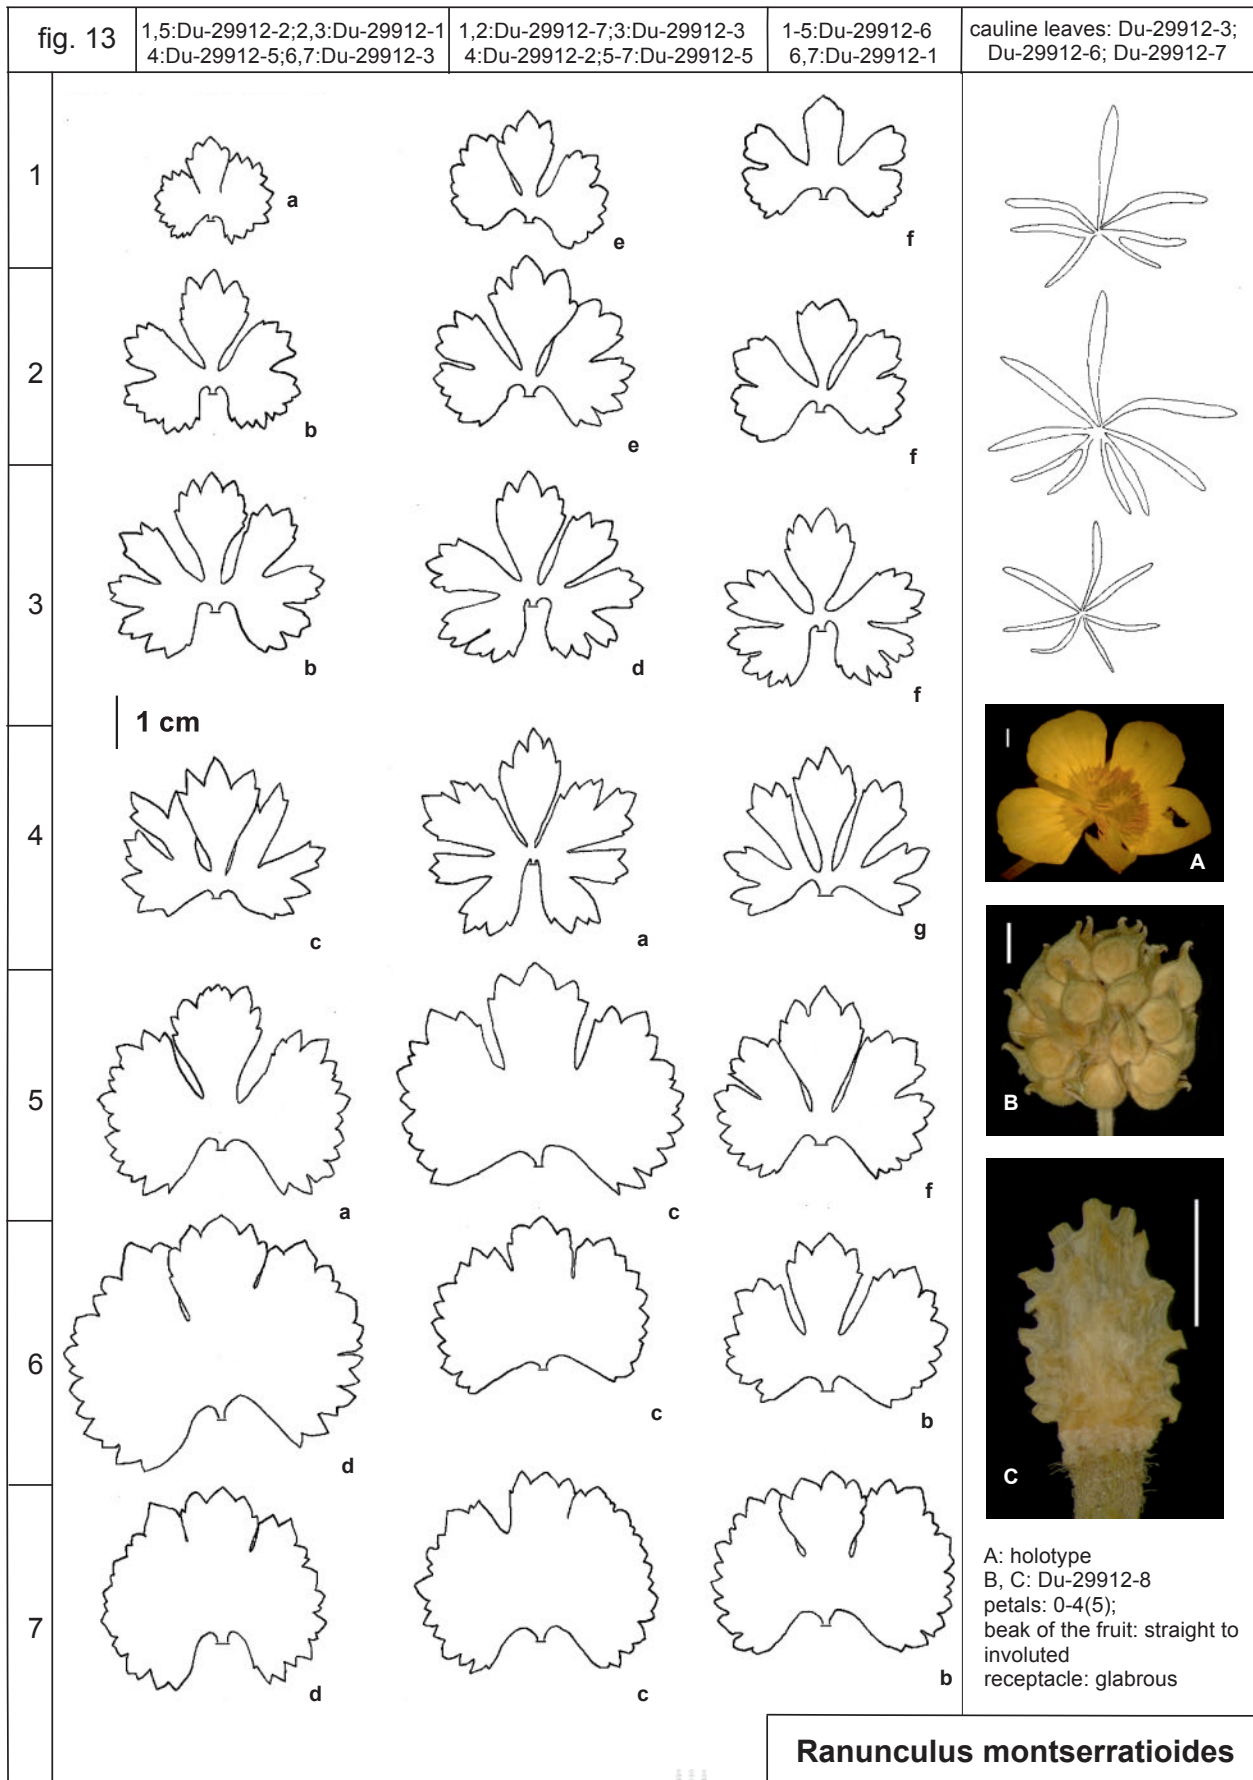 fig. 13
1,5:Du-29912-2;2,3:Du-29912-1
4:Du-29912-5;6,7:Du-29912-3
1,2:Du-29912-7;3:Du-29912-3
4:Du-29912-2;5-7:Du-29912-5
1-5:Du-29912-6
6,7:Du-29912-1
cauline leaves: Du-29912-3;
Du-29912-6; Du-29912-7
1
a
e
f
2
b
e
f
3
b
d
f
1 cm
4
c
a
g
A
5
a
c
f
B
6
d
c
b
C
7
d
c
b
A: holotype
B, C: Du-29912-8
petals: 0-4(5);
beak of the fruit: straight to
involuted
receptacle: glabrous
Ranunculus montserratioides